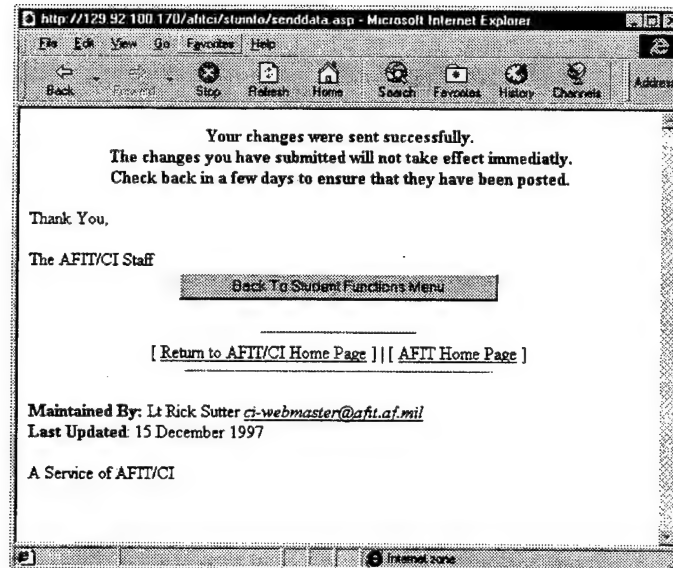 http://129.92.100.170/afitci/stuinfo/senddata.asp - Microsoft Internet Explorer
File Edit View Go Favorites Help
Back Forward Stop Refresh Home Search Favorites History Channels Address
Your changes were sent successfully.
The changes you have submitted will not take effect immediatly.
Check back in a few days to ensure that they have been posted.
Thank You,
The AFIT/CI Staff
Back To Student Functions Menu
[ Return to AFIT/CI Home Page ] | [ AFIT Home Page ]
Maintained By: Lt Rick Sutter ci-webmaster@afit.af.mil
Last Updated: 15 December 1997
A Service of AFIT/CI
Internet zone